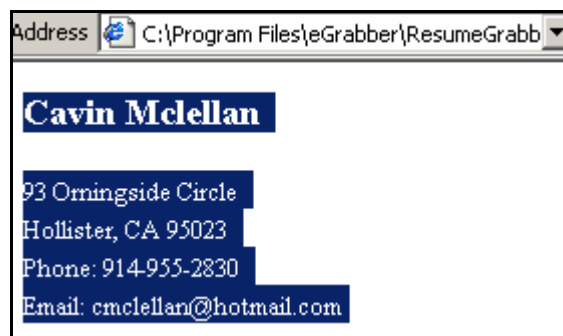 Address C:\Program Files\eGrabber\ResumeGrabb
Cavin Mclellan
93 Orningside Circle
Hollister, CA 95023
Phone: 914-955-2830
Email: cmclellan@hotmail.com